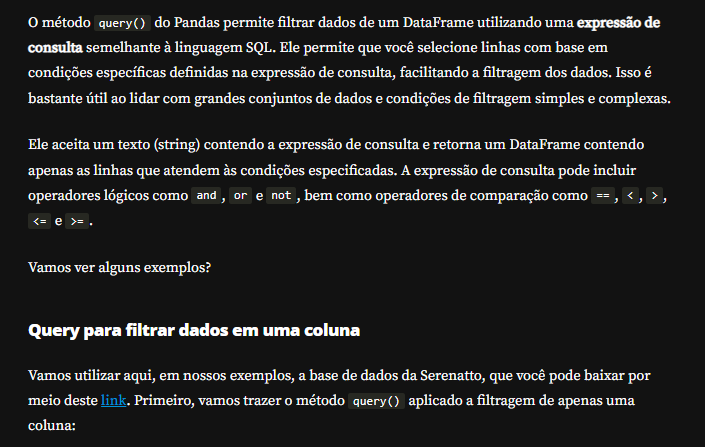 O método query() do Pandas permite filtrar dados de um DataFrame utilizando uma expressão de
consulta semelhante à linguagem SQL. Ele permite que você selecione linhas com base em
condições específicas definidas na expressão de consulta, facilitando a filtragem dos dados. Isso é
bastante útil ao lidar com grandes conjuntos de dados e condições de filtragem simples e complexas.
Ele aceita um texto (string) contendo a expressão de consulta e retorna um DataFrame contendo
apenas as linhas que atendem às condições especificadas. A expressão de consulta pode incluir
operadores lógicos como and, or e not, bem como operadores de comparação como ==, <, >,
<= e >=.
Vamos ver alguns exemplos?
Query para filtrar dados em uma coluna
Vamos utilizar aqui, em nossos exemplos, a base de dados da Serenatto, que você pode baixar por
meio deste link. Primeiro, vamos trazer o método query() aplicado a filtragem de apenas uma
coluna: